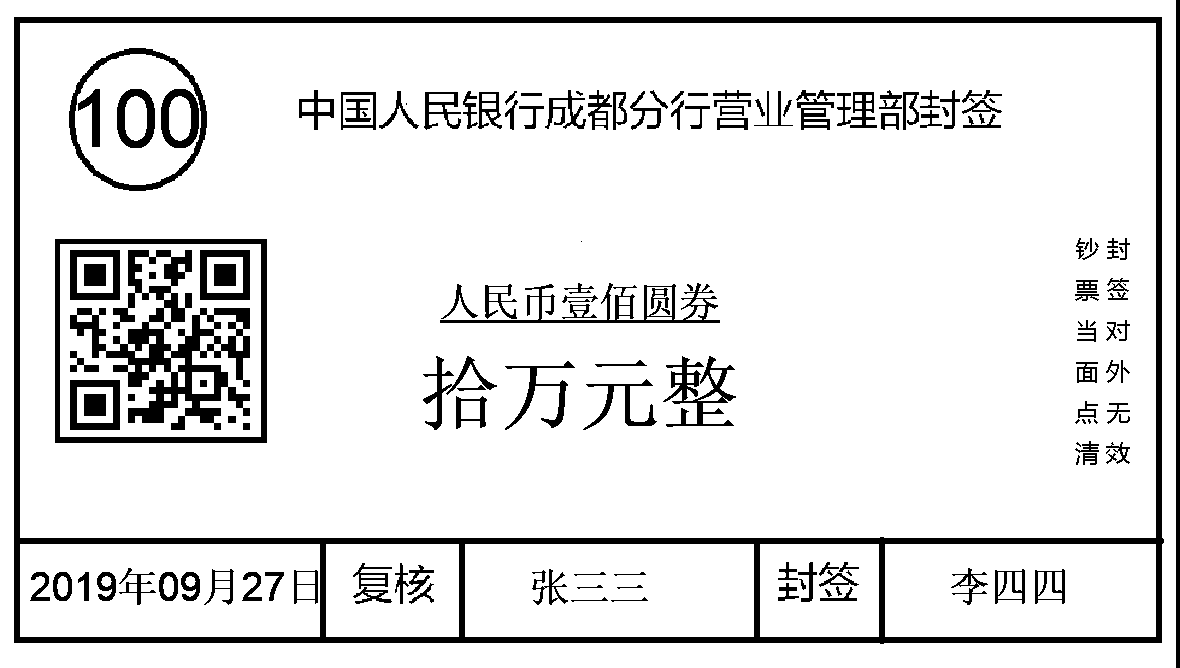 100
中国人民银行成都分行营业管理部封签
人民币壹佰圆券
拾万元整
封签对外无效
钞票当面点清
2019年09月27日 复核 张三三 封签 李四四